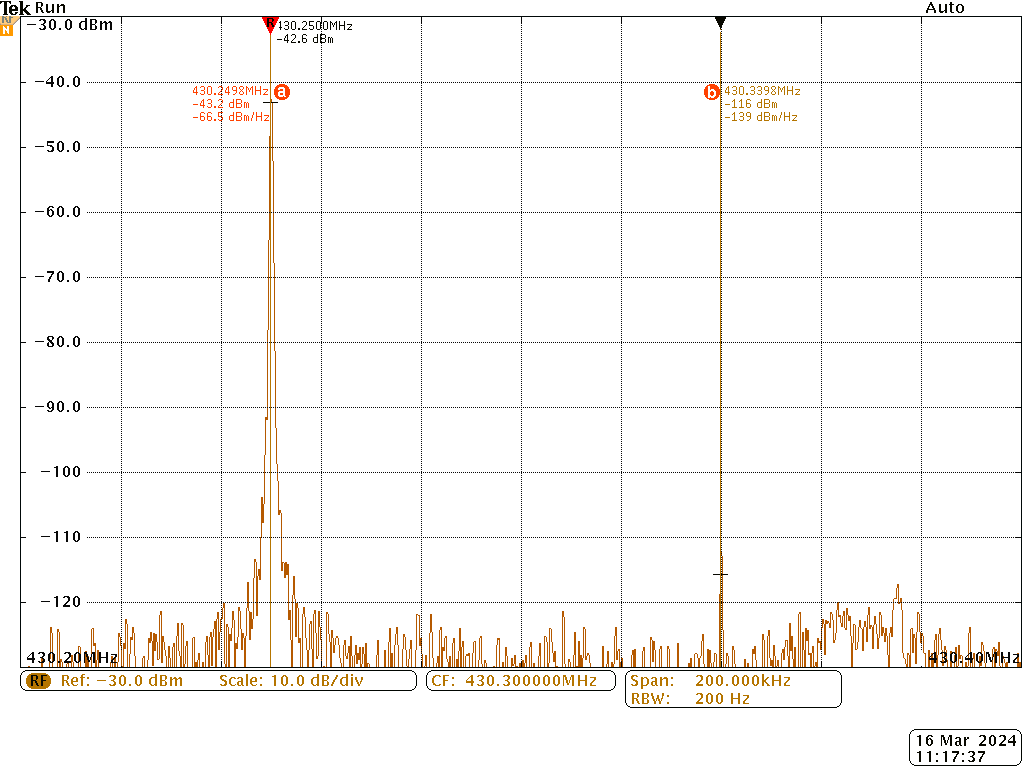 Tek Run Auto
RF
N
−30.0 dBm
R 430.2500MHz
−42.6 dBm
−40.0
430.2498MHz a
−43.2 dBm
−66.5 dBm/Hz
b 430.3398MHz
−116 dBm
−139 dBm/Hz
−50.0
−60.0
−70.0
−80.0
−90.0
−100
−110
−120
430.20MHz 430.40MHz
RF Ref: −30.0 dBm Scale: 10.0 dB/div
CF: 430.300000MHz
Span: 200.000kHz
RBW: 200 Hz
16 Mar 2024
11:17:37